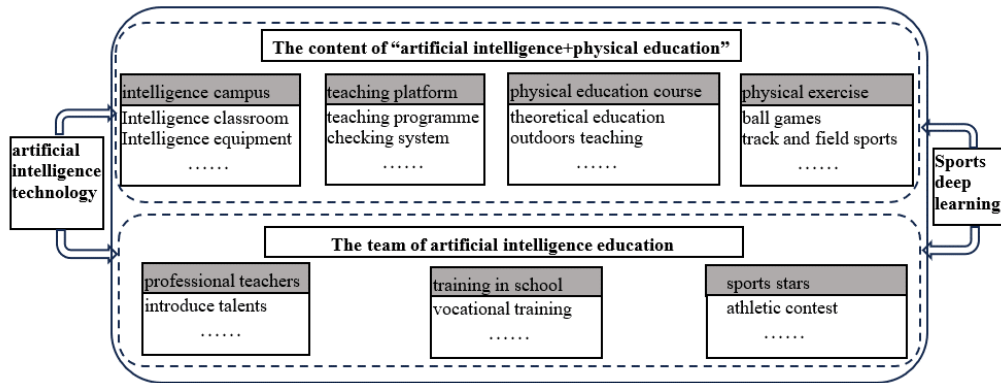 The content of “artificial intelligence+physical education”
intelligence campus
Intelligence classroom
Intelligence equipment
……
teaching platform
teaching programme
checking system
……
physical education course
theoretical education
outdoors teaching
……
physical exercise
ball games
track and field sports
……
artificial
intelligence
technology
Sports
deep
learning
The team of artificial intelligence education
professional teachers
introduce talents
……
training in school
vocational training
……
sports stars
athletic contest
……